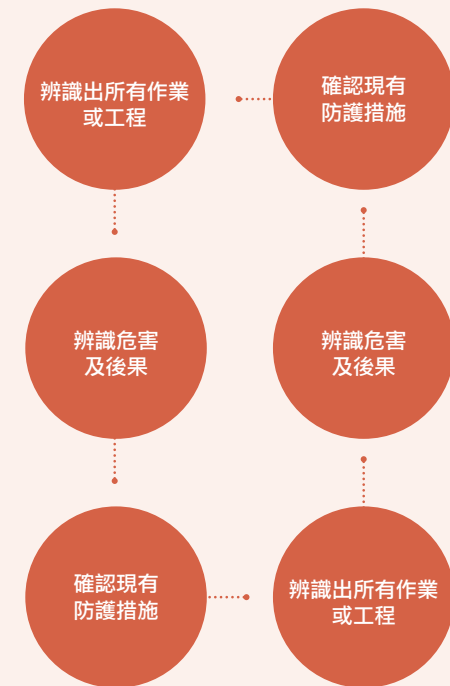 辨識出所有作業
或工程
確認現有
防護措施
辨識危害
及後果
辨識危害
及後果
確認現有
防護措施
辨識出所有作業
或工程